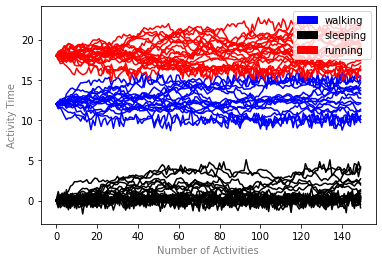 walking
sleeping
running
20
15
10
5
0
Activity Time
0 20 40 60 80 100 120 140
Number of Activities